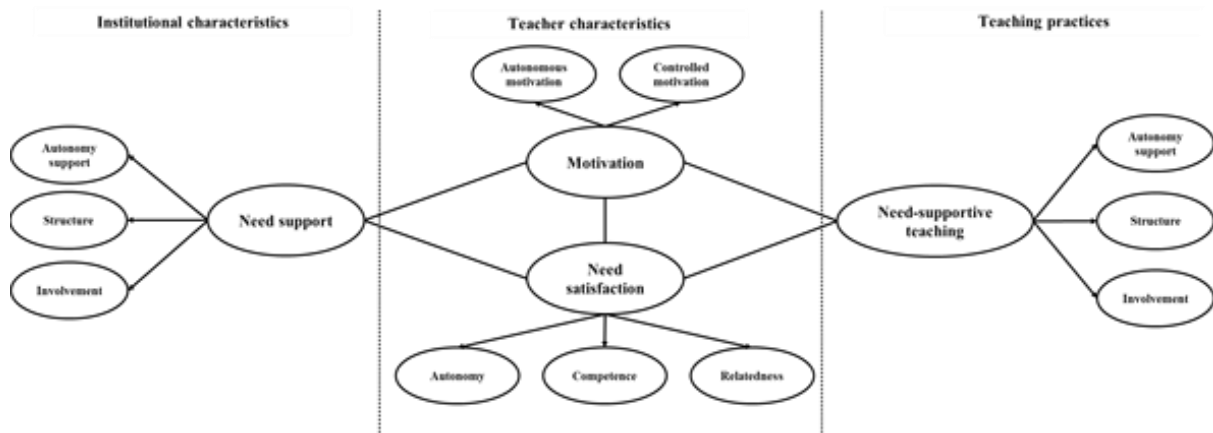 Institutional characteristics
Teacher characteristics
Teaching practices
Autonomous
motivation
Controlled
motivation
Autonomy
support
Structure
Involvement
Need support
Motivation
Need
satisfaction
Autonomy
Competence
Relatedness
Need-supportive
teaching
Autonomy
support
Structure
Involvement